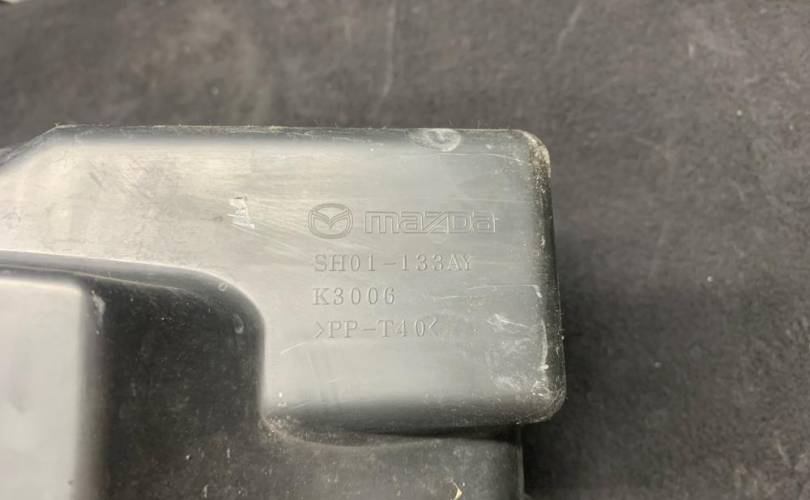 mazda
SH01-133AY
K3006
>PP-T40<